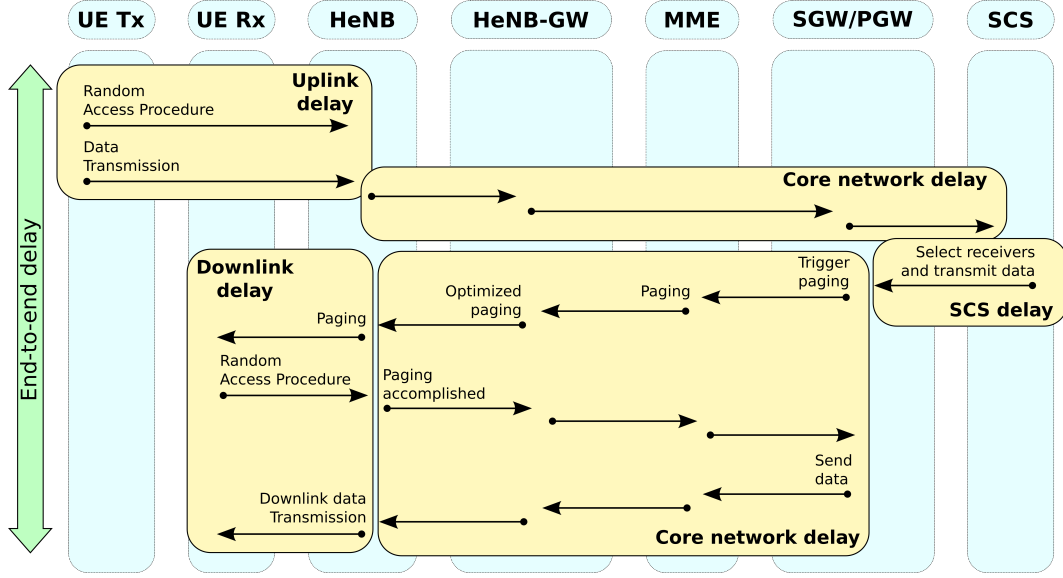 UE Tx
UE Rx
HeNB
HeNB-GW
MME
SGW/PGW
SCS
End-to-end delay
Uplink
delay
Random
Access Procedure
Data
Transmission
Core network delay
Select receivers
and transmit data
SCS delay
Trigger
paging
Paging
Optimized
paging
Downlink
delay
Paging
Random
Access Procedure
Paging
accomplished
Send
data
Downlink data
Transmission
Core network delay